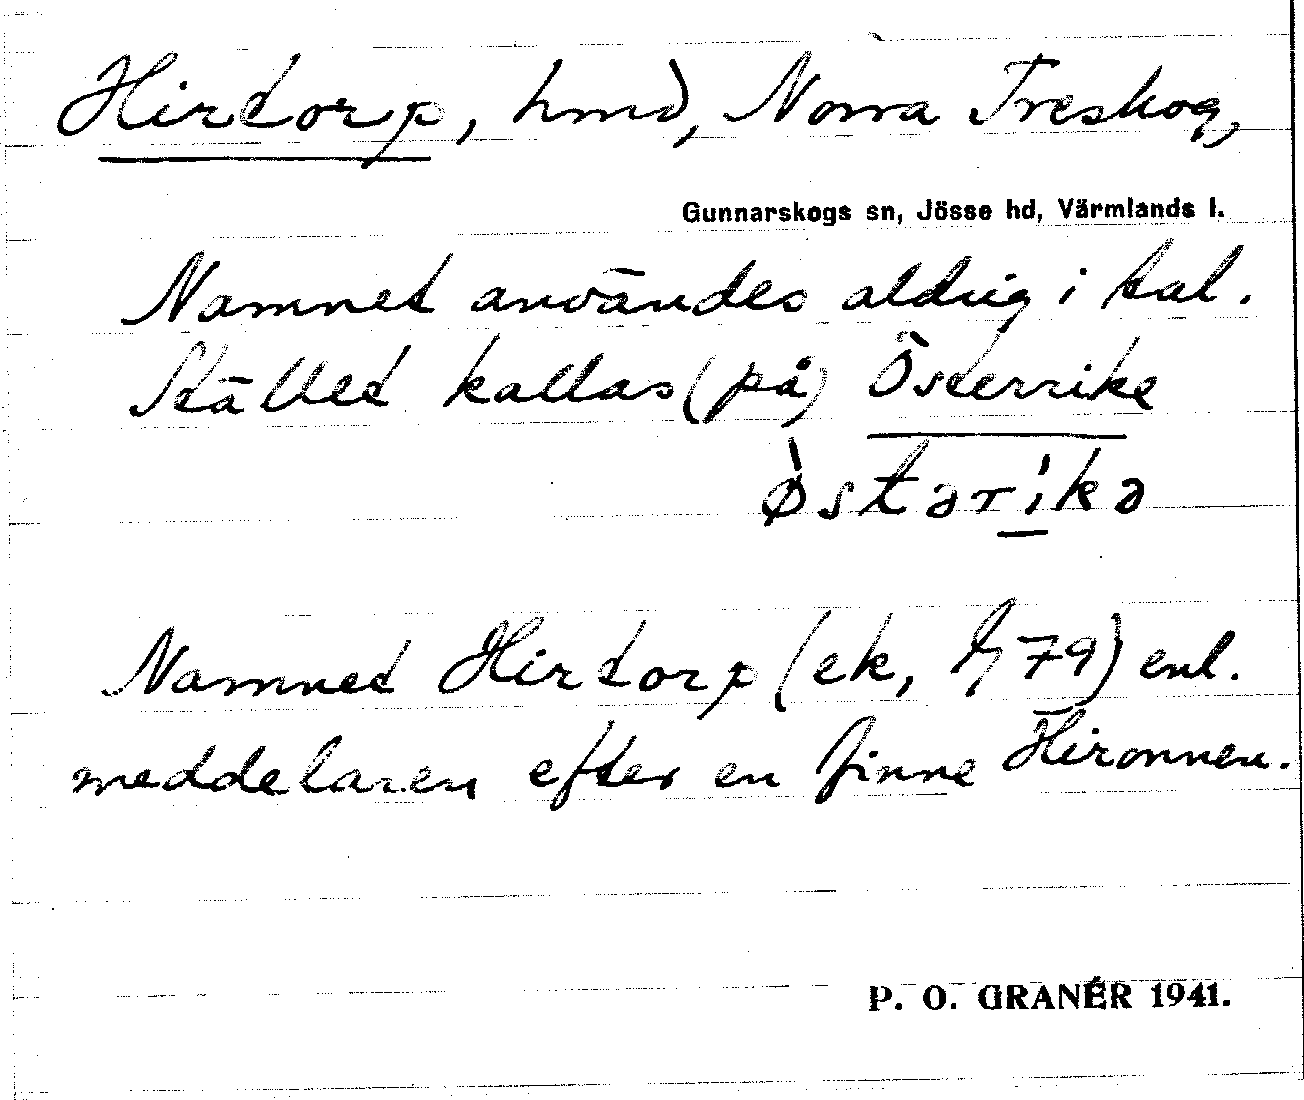 Hirtorp, hmd, Norra Treskog,
Gunnarskogs sn, Jösse hd, Värmlands l.
Namnet användes aldrig i tal.
Stället kallas (på) Österrike
ø̀stərìkə
Namnet Hirtorp (ek, 1/79) enl.
meddelaren efter en finne Hironnen.
P. O. GRANÉR 1941.